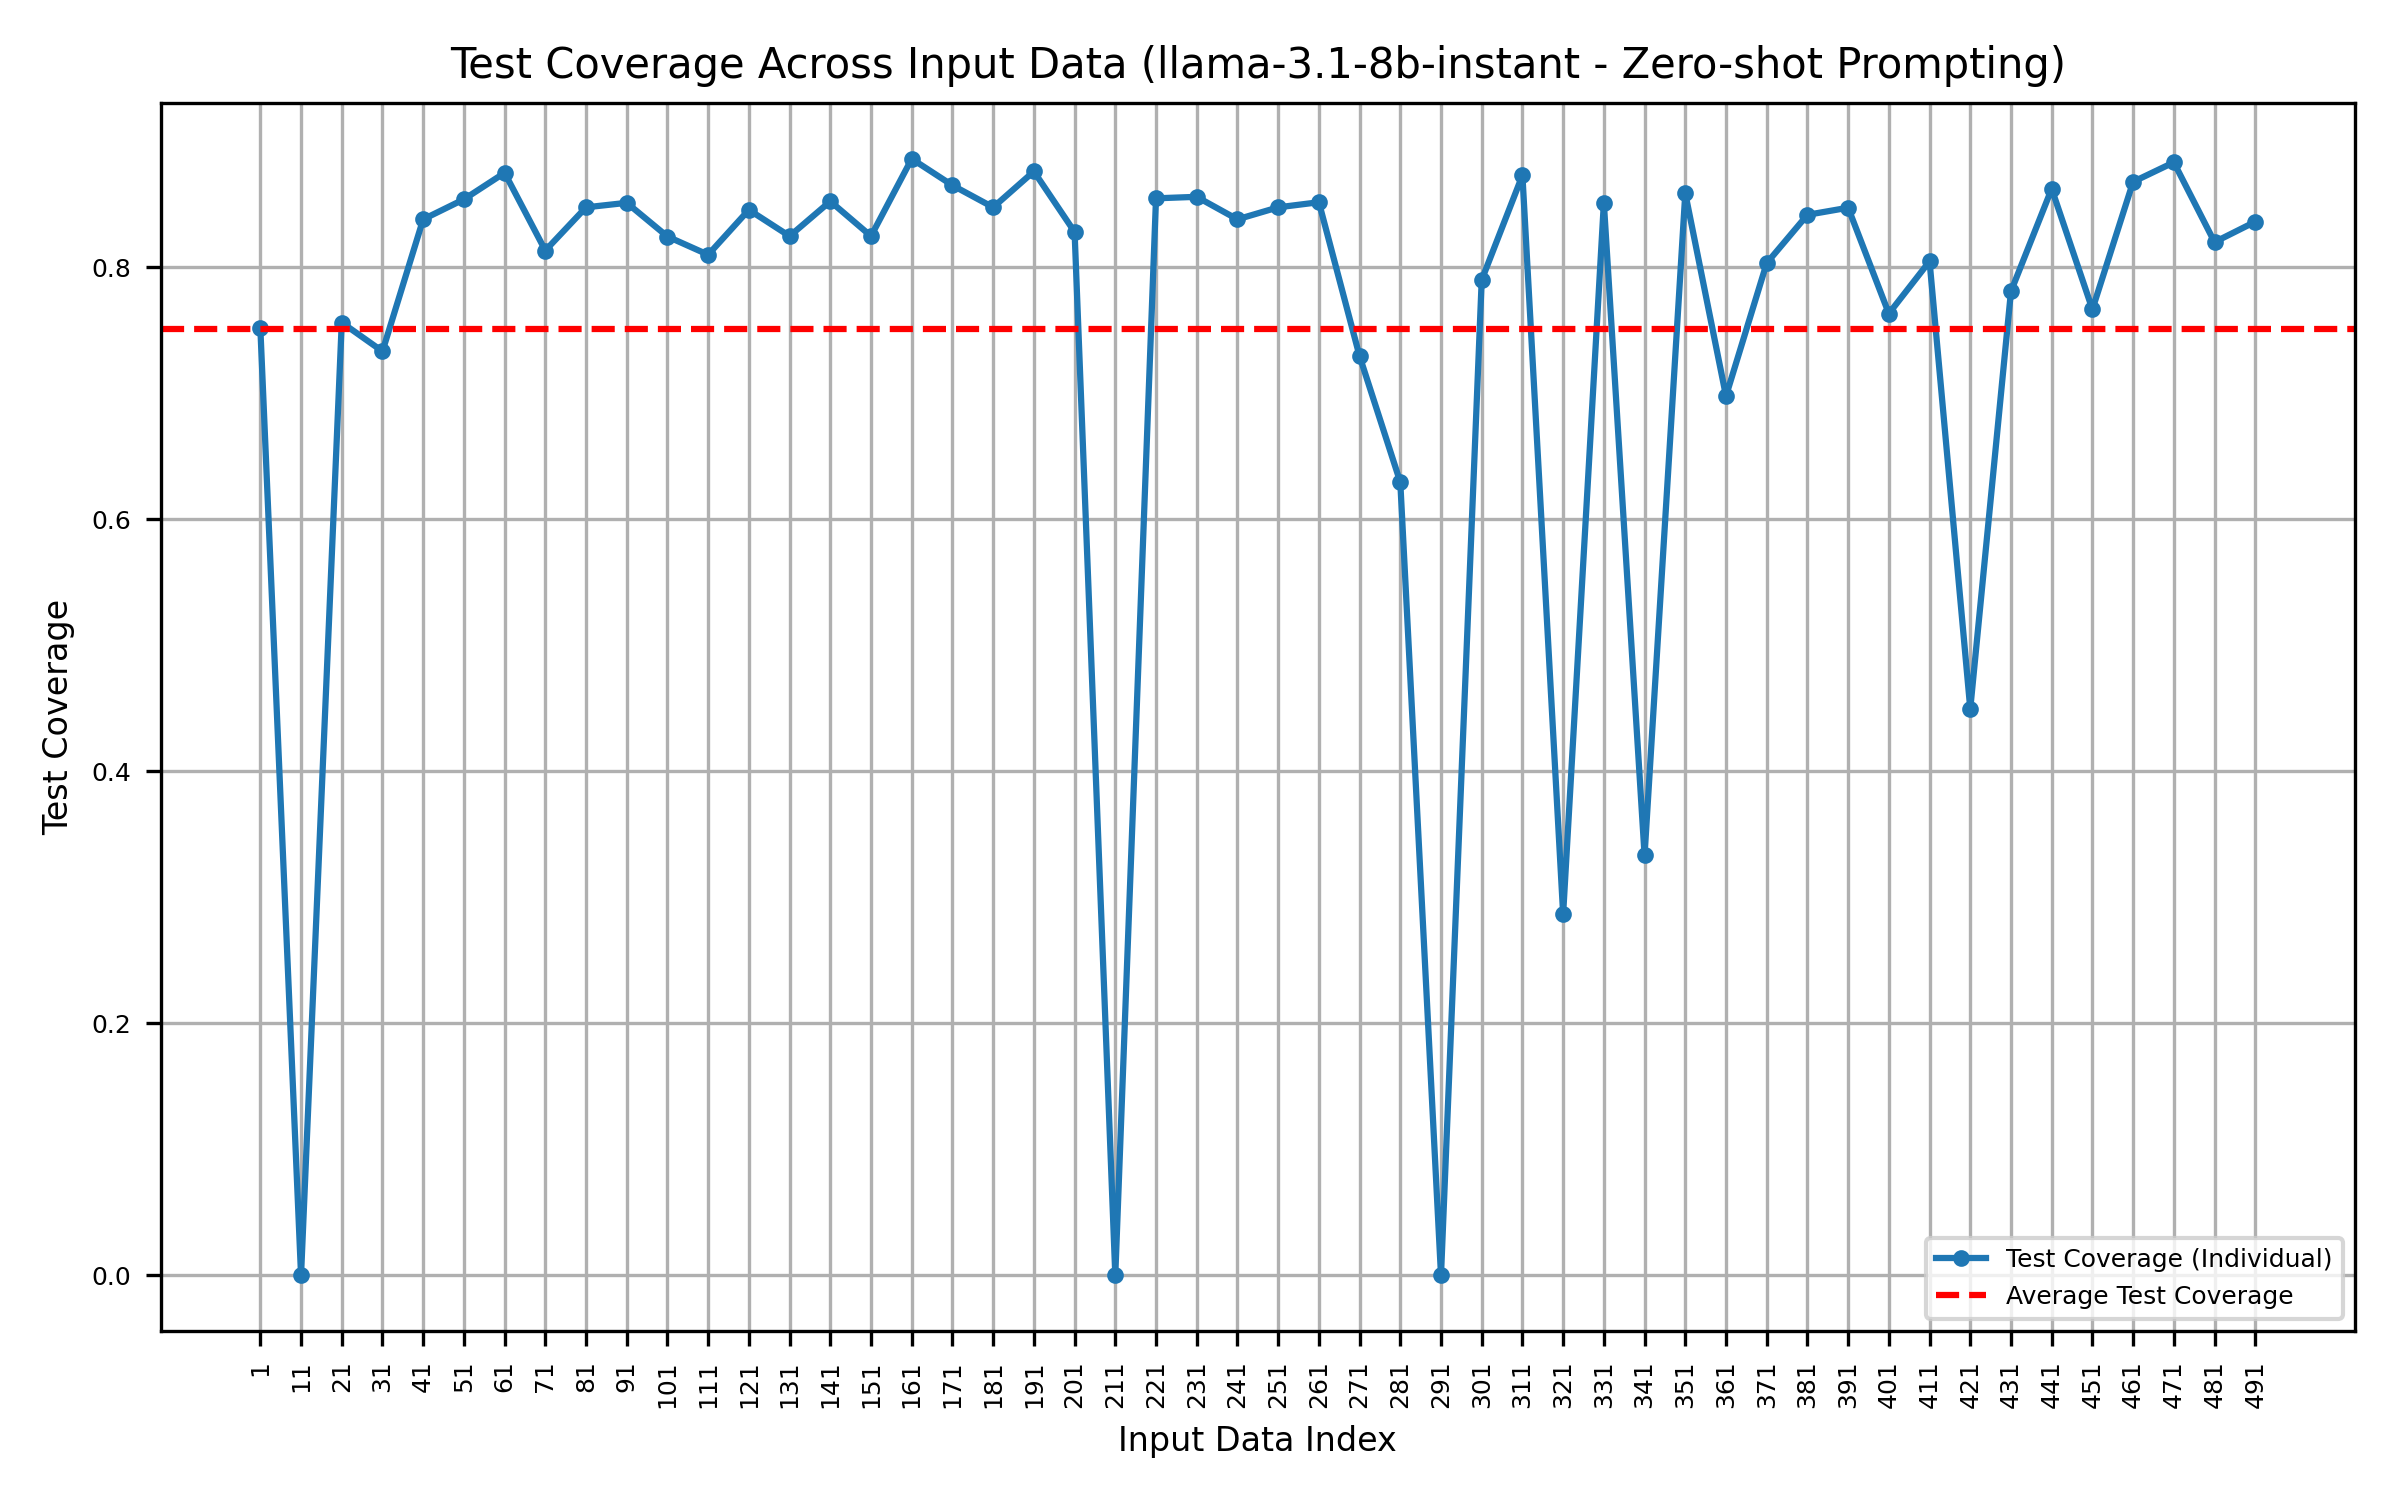 Test Coverage Across Input Data (llama-3.1-8b-instant - Zero-shot Prompting)
Test Coverage
0.8
0.6
0.4
0.2
0.0
Test Coverage (Individual)
Average Test Coverage
1 11 21 31 41 51 61 71 81 91 101 111 121 131 141 151 161 171 181 191 201 211 221 231 241 251 261 271 281 291 301 311 321 331 341 351 361 371 381 391 401 411 421 431 441 451 461 471 481 491
Input Data Index